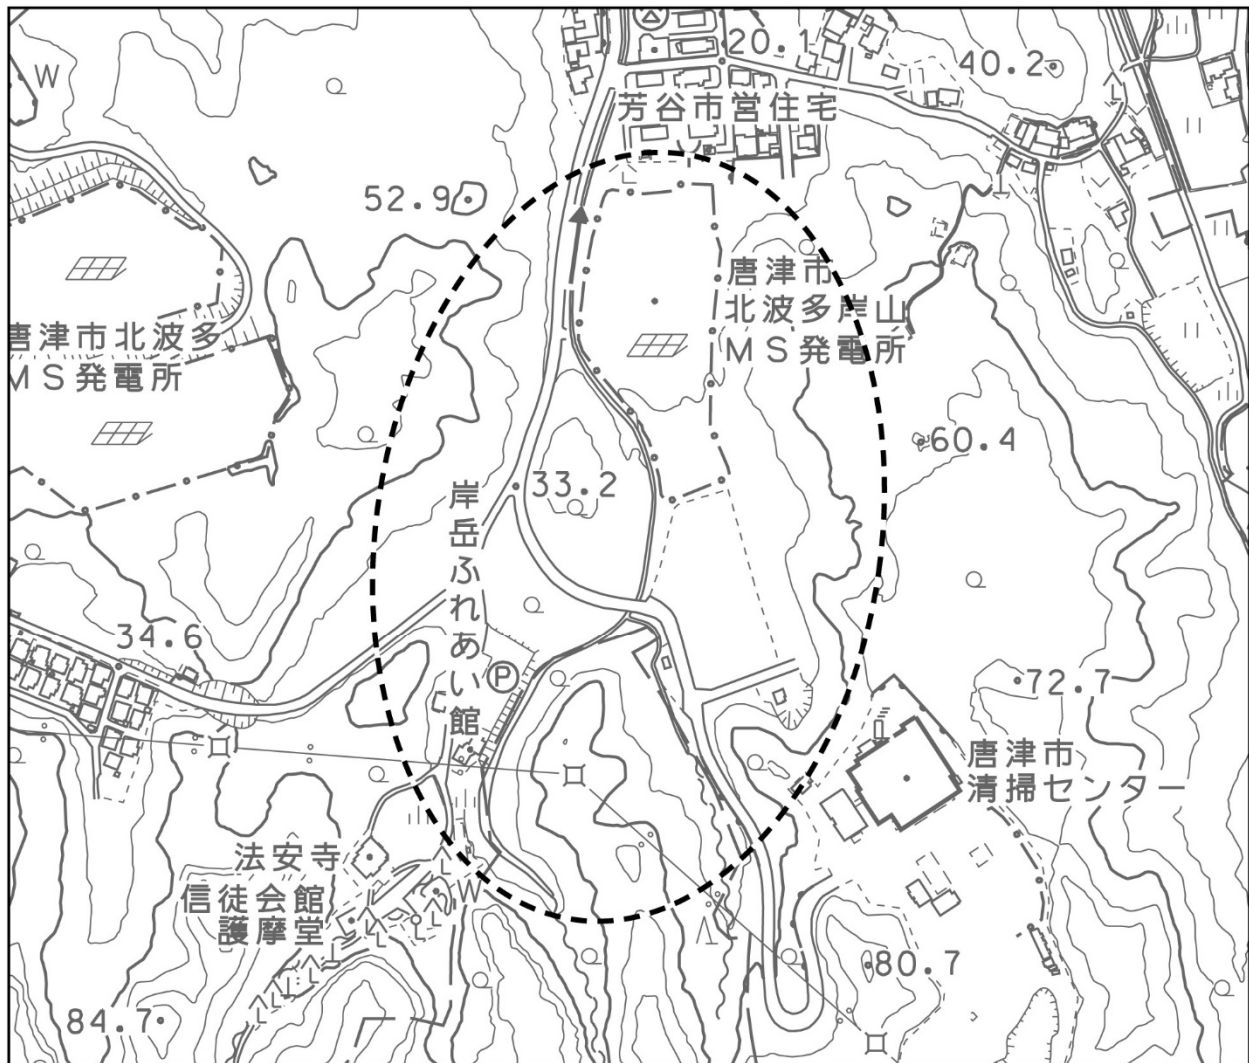 20.1
40.2
W
芳谷市営住宅
52.9
唐津市
北波多岸山
MS発電所
唐津市北波多
MS発電所
60.4
33.2
岸岳ふれあい館
34.6
P
72.7
唐津市
清掃センター
法安寺
信徒会館
護摩堂
W
80.7
84.7